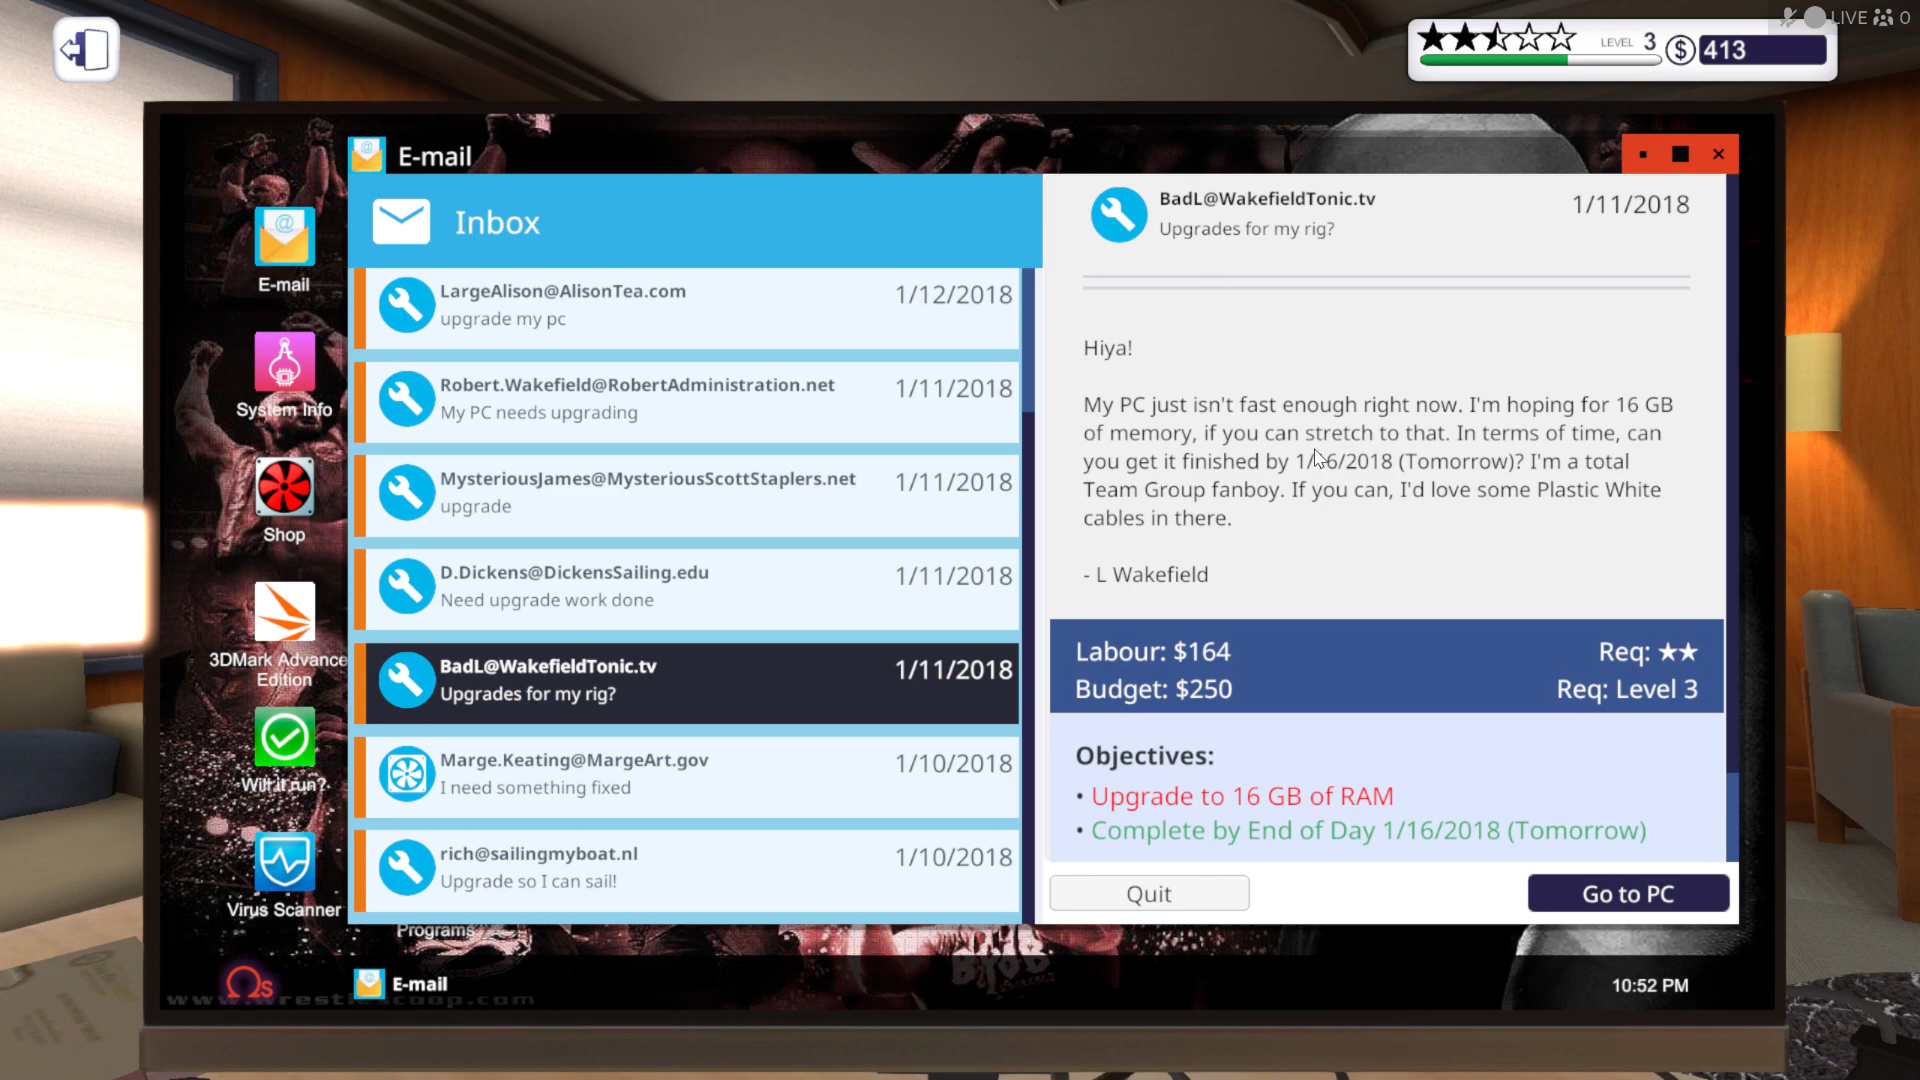 LIVE 0
LEVEL 3
$ 413
E-mail
Inbox
LargeAlison@AlisonTea.com
1/12/2018
upgrade my pc
Robert.Wakefield@RobertAdministration.net
1/11/2018
My PC needs upgrading
MysteriousJames@MysteriousScottStaplers.net
1/11/2018
upgrade
D.Dickens@DickensSailing.edu
1/11/2018
Need upgrade work done
BadL@WakefieldTonic.tv
1/11/2018
Upgrades for my rig?
Marge.Keating@MargeArt.gov
1/10/2018
I need something fixed
rich@sailingmyboat.nl
1/10/2018
Upgrade so I can sail!
BadL@WakefieldTonic.tv
1/11/2018
Upgrades for my rig?
Hiya!
My PC just isn't fast enough right now. I'm hoping for 16 GB
of memory, if you can stretch to that. In terms of time, can
you get it finished by 1/16/2018 (Tomorrow)? I'm a total
Team Group fanboy. If you can, I'd love some Plastic White
cables in there.
- L Wakefield
Labour: $164
Req: ★★
Budget: $250
Req: Level 3
Objectives:
• Upgrade to 16 GB of RAM
• Complete by End of Day 1/16/2018 (Tomorrow)
Quit
Go to PC
E-mail
System Info
Shop
3DMark Advance
Edition
Will it run?
Virus Scanner
Programs
Ωs
E-mail
10:52 PM